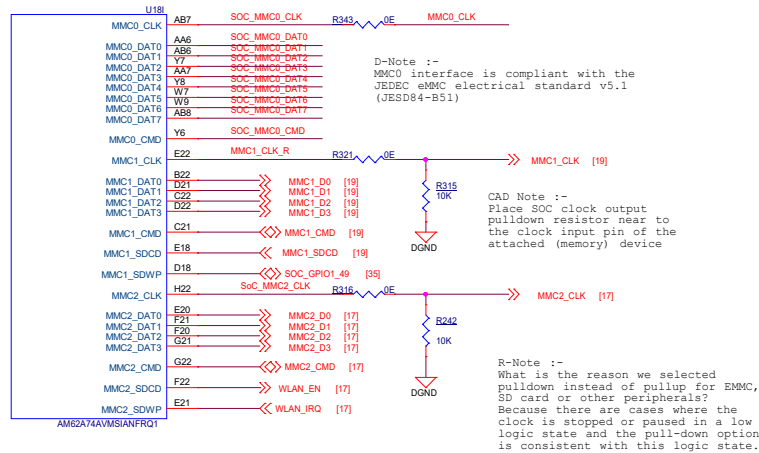 U18I
MMC0_CLK AB7 SOC_MMC0_CLK R343 0E MMC0_CLK
MMC0_DAT0 AA6 SOC_MMC0_DAT0
MMC0_DAT1 AB6 SOC_MMC0_DAT1
MMC0_DAT2 Y7 SOC_MMC0_DAT2
MMC0_DAT3 AA7 SOC_MMC0_DAT3
MMC0_DAT4 Y8 SOC_MMC0_DAT4
MMC0_DAT5 W7 SOC_MMC0_DAT5
MMC0_DAT6 W9 SOC_MMC0_DAT6
MMC0_DAT7 AB8 SOC_MMC0_DAT7
MMC0_CMD Y6 SOC_MMC0_CMD
D-Note :-
MMC0 interface is compliant with the
JEDEC eMMC electrical standard v5.1
(JESD84-B51)
MMC1_CLK E22 MMC1_CLK_R R321 0E MMC1_CLK [19]
MMC1_DAT0 B22 MMC1_D0 [19]
MMC1_DAT1 D21 MMC1_D1 [19]
MMC1_DAT2 C22 MMC1_D2 [19]
MMC1_DAT3 D22 MMC1_D3 [19]
R315
10K
DGND
MMC1_CMD C21 MMC1_CMD [19]
MMC1_SDCD E18 MMC1_SDCD [19]
MMC1_SDWP D18 SOC_GPIO1_49 [35]
CAD Note :-
Place SOC clock output
pulldown resistor near to
the clock input pin of the
attached (memory) device
MMC2_CLK H22 SoC_MMC2_CLK R316 0E MMC2_CLK [17]
MMC2_DAT0 E20 MMC2_D0 [17]
MMC2_DAT1 F21 MMC2_D1 [17]
MMC2_DAT2 F20 MMC2_D2 [17]
MMC2_DAT3 G21 MMC2_D3 [17]
R242
10K
DGND
MMC2_CMD G22 MMC2_CMD [17]
MMC2_SDCD F22 WLAN_EN [17]
MMC2_SDWP E21 WLAN_IRQ [17]
AM62A74AVMSIANFRQ1
R-Note :-
What is the reason we selected
pulldown instead of pullup for EMMC,
SD card or other peripherals?
Because there are cases where the
clock is stopped or paused in a low
logic state and the pull-down option
is consistent with this logic state.